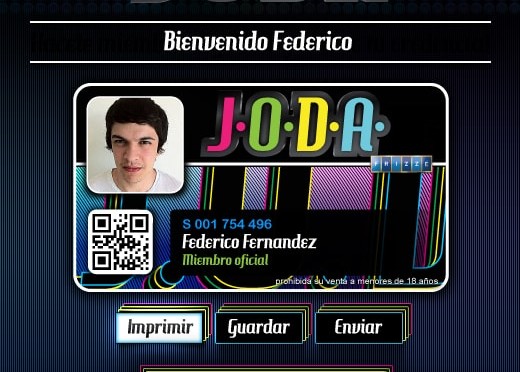 Bienvenido Federico
J·O·D·A·
FRIZZE
S 001 754 496
Federico Fernandez
Miembro oficial
prohibida su venta a menores de 18 años.
Imprimir
Guardar
Enviar